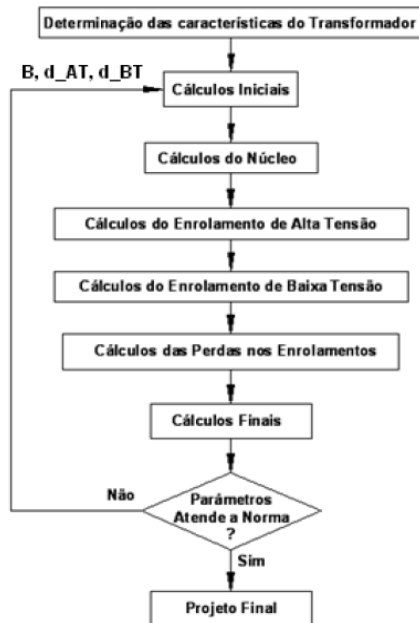 Determinação das características do Transformador
B, d_AT, d_BT
Cálculos Iniciais
Cálculos do Núcleo
Cálculos do Enrolamento de Alta Tensão
Cálculos do Enrolamento de Baixa Tensão
Cálculos das Perdas nos Enrolamentos
Cálculos Finais
Não
Parâmetros
Atende a Norma
?
Sim
Projeto Final